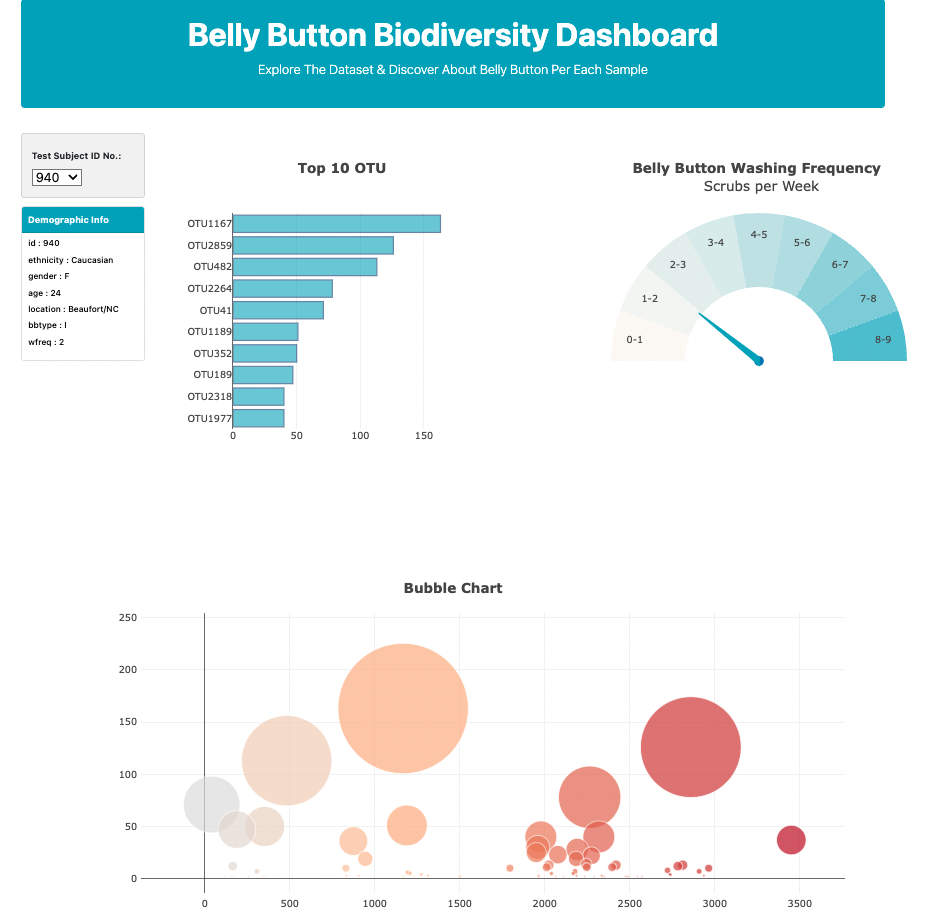 Belly Button Biodiversity Dashboard
Explore The Dataset & Discover About Belly Button Per Each Sample
Test Subject ID No.:
940
Demographic Info
id : 940
ethnicity : Caucasian
gender : F
age : 24
location : Beaufort/NC
bbtype : I
wfreq : 2
Top 10 OTU
OTU1167
OTU2859
OTU482
OTU2264
OTU41
OTU1189
OTU352
OTU189
OTU2318
OTU1977
0 50 100 150
Belly Button Washing Frequency
Scrubs per Week
0-1
1-2
2-3
3-4
4-5
5-6
6-7
7-8
8-9
Bubble Chart
250
200
150
100
50
0
0 500 1000 1500 2000 2500 3000 3500